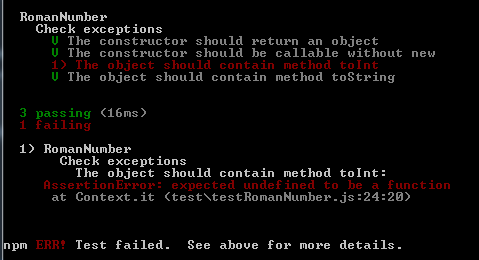 RomanNumber
Check exceptions
V The constructor should return an object
V The constructor should be callable without new
1) The object should contain method toInt
V The object should contain method toString
3 passing (16ms)
1 failing
1) RomanNumber
Check exceptions
The object should contain method toInt:
AssertionError: expected undefined to be a function
at Context.it (test\testRomanNumber.js:24:20)
npm ERR! Test failed.  See above for more details.